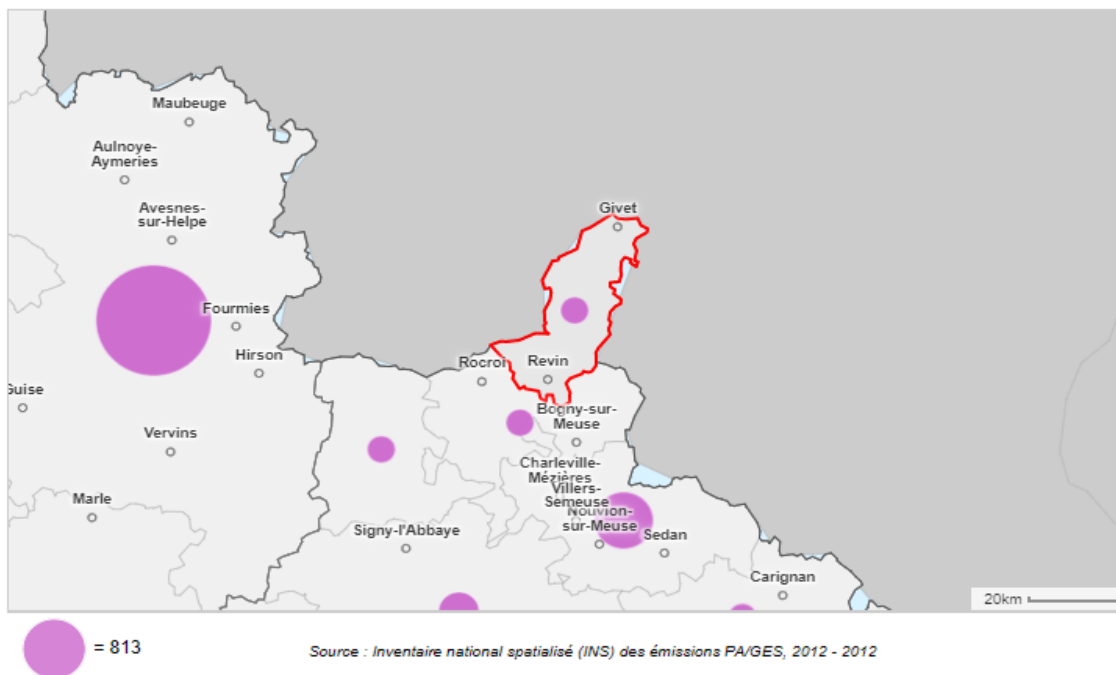 Maubeuge
Aulnoye-
Aymeries
Avesnes-
sur-Helpe
Givet
Fourmies
Hirson
Rocroi
Revin
Guise
Bogny-sur-
Meuse
Vervins
Charleville-
Mézières
Villers-
Semeuse
Marle
Nouvion-
sur-Meuse
Signy-l'Abbaye
Sedan
Carignan
20km
= 813
Source : Inventaire national spatialisé (INS) des émissions PA/GES, 2012 - 2012